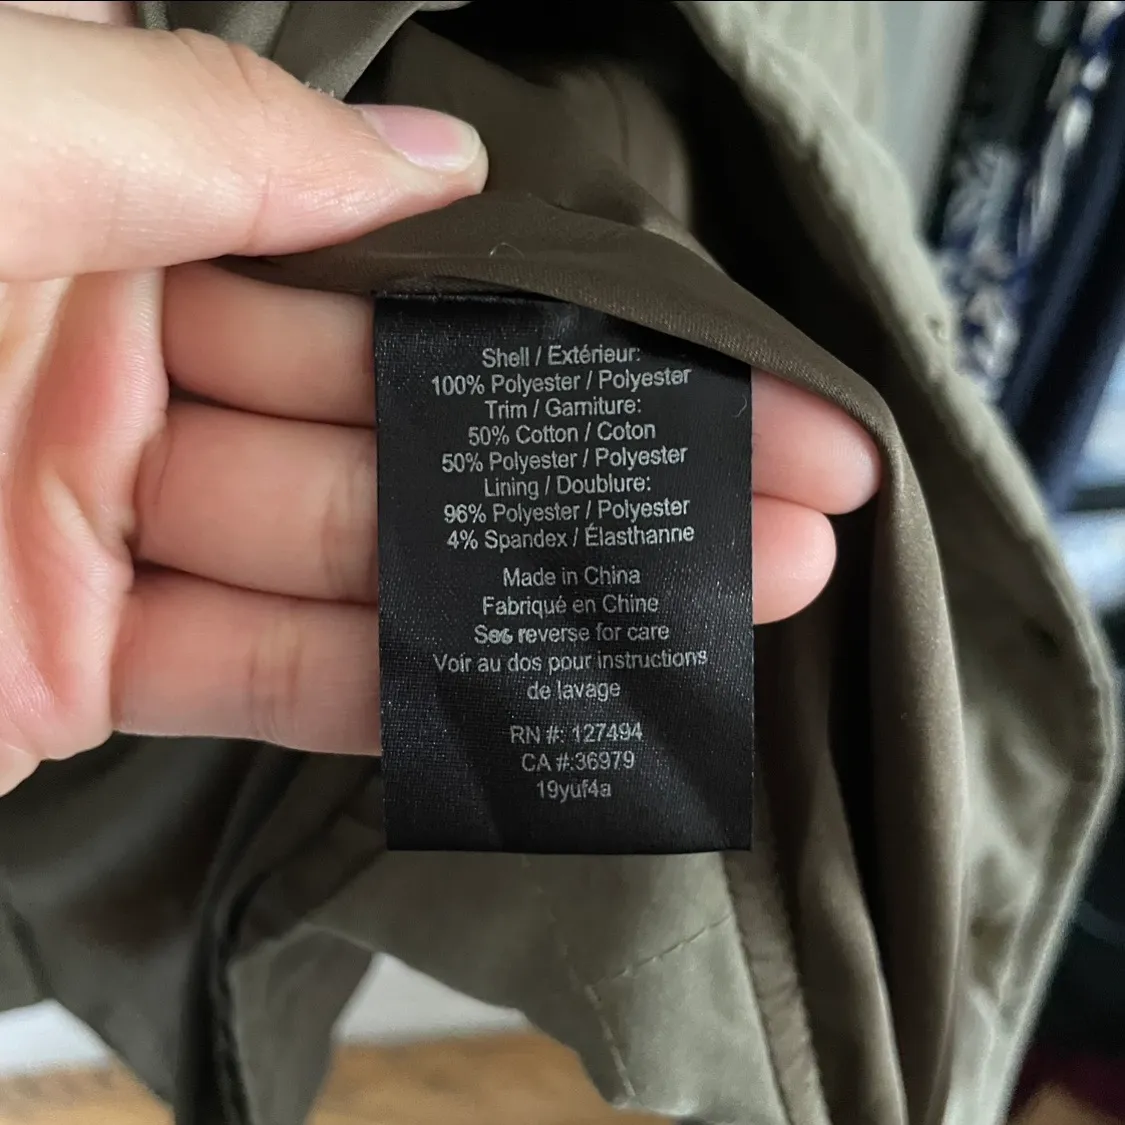 Shell / Extérieur:
100% Polyester / Polyester
Trim / Garniture:
50% Cotton / Coton
50% Polyester / Polyester
Lining / Doublure:
96% Polyester / Polyester
4% Spandex / Élasthanne
Made in China
Fabriqué en Chine
See reverse for care
Voir au dos pour instructions
de lavage
RN #: 127494
CA #:36979
19yuf4a